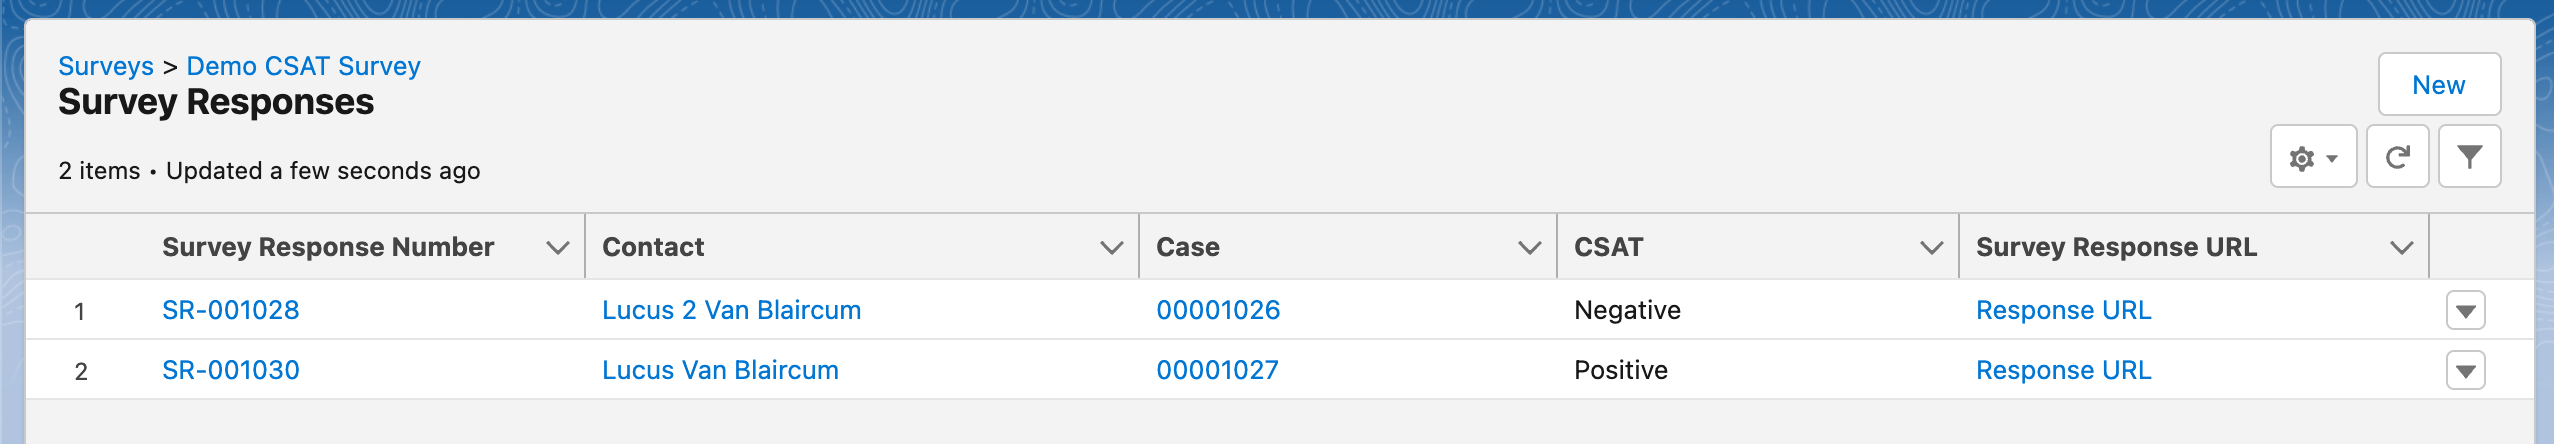 Surveys > Demo CSAT Survey
New
Survey Responses
2 items • Updated a few seconds ago
Survey Response Number Contact Case CSAT Survey Response URL
1 SR-001028 Lucus 2 Van Blaircum 00001026 Negative Response URL
2 SR-001030 Lucus Van Blaircum 00001027 Positive Response URL